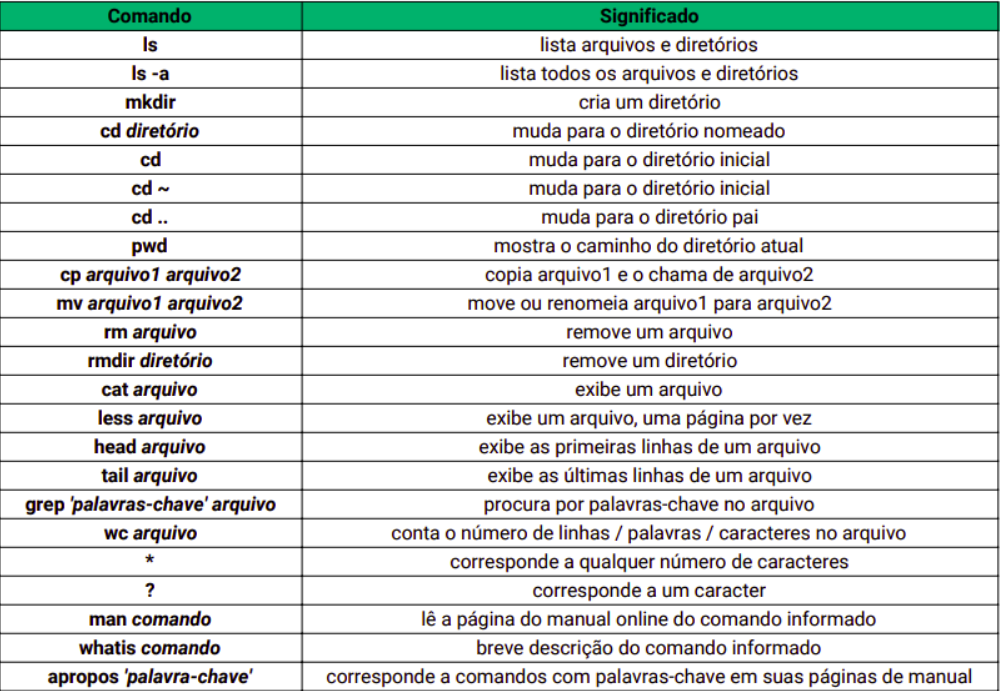 Comando Significado
ls lista arquivos e diretórios
ls -a lista todos os arquivos e diretórios
mkdir cria um diretório
cd diretório muda para o diretório nomeado
cd muda para o diretório inicial
cd ~ muda para o diretório inicial
cd .. muda para o diretório pai
pwd mostra o caminho do diretório atual
cp arquivo1 arquivo2 copia arquivo1 e o chama de arquivo2
mv arquivo1 arquivo2 move ou renomeia arquivo1 para arquivo2
rm arquivo remove um arquivo
rmdir diretório remove um diretório
cat arquivo exibe um arquivo
less arquivo exibe um arquivo, uma página por vez
head arquivo exibe as primeiras linhas de um arquivo
tail arquivo exibe as últimas linhas de um arquivo
grep 'palavras-chave' arquivo procura por palavras-chave no arquivo
wc arquivo conta o número de linhas / palavras / caracteres no arquivo
* corresponde a qualquer número de caracteres
? corresponde a um caracter
man comando lê a página do manual online do comando informado
whatis comando breve descrição do comando informado
apropos 'palavra-chave' corresponde a comandos com palavras-chave em suas páginas de manual